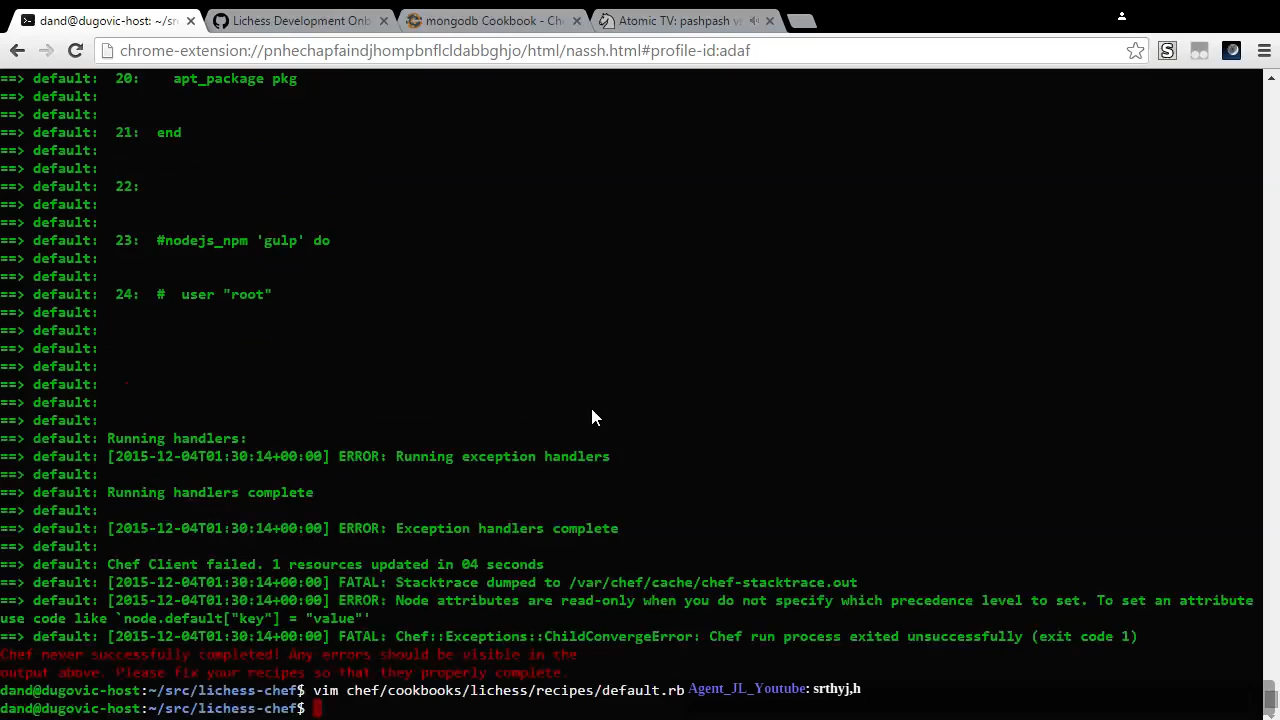 dand@dugovic-host: ~/sr
Lichess Development Onb
mongodb Cookbook - Che
Atomic TV: pashpash vs
chrome-extension://pnhechapfaindjhompbnflcldabbghjo/html/nassh.html#profile-id:adaf
==> default:  20:    apt_package pkg
==> default:
==> default:
==> default:  21:  end
==> default:
==> default:
==> default:  22:
==> default:
==> default:
==> default:  23:  #nodejs_npm 'gulp' do
==> default:
==> default:
==> default:  24:  #  user "root"
==> default:
==> default:
==> default:
==> default:
==> default:
==> default:
==> default:
==> default: Running handlers:
==> default: [2015-12-04T01:30:14+00:00] ERROR: Running exception handlers
==> default:
==> default: Running handlers complete
==> default:
==> default: [2015-12-04T01:30:14+00:00] ERROR: Exception handlers complete
==> default:
==> default: Chef Client failed. 1 resources updated in 04 seconds
==> default: [2015-12-04T01:30:14+00:00] FATAL: Stacktrace dumped to /var/chef/cache/chef-stacktrace.out
==> default: [2015-12-04T01:30:14+00:00] ERROR: Node attributes are read-only when you do not specify which precedence level to set. To set an attribute
use code like `node.default["key"] = "value"'
==> default: [2015-12-04T01:30:14+00:00] FATAL: Chef::Exceptions::ChildConvergeError: Chef run process exited unsuccessfully (exit code 1)
Chef never successfully completed! Any errors should be visible in the
output above. Please fix your recipes so that they properly complete.
dand@dugovic-host:~/src/lichess-chef$ vim chef/cookbooks/lichess/recipes/default.rb
Agent_JL_Youtube: srthyj,h
dand@dugovic-host:~/src/lichess-chef$